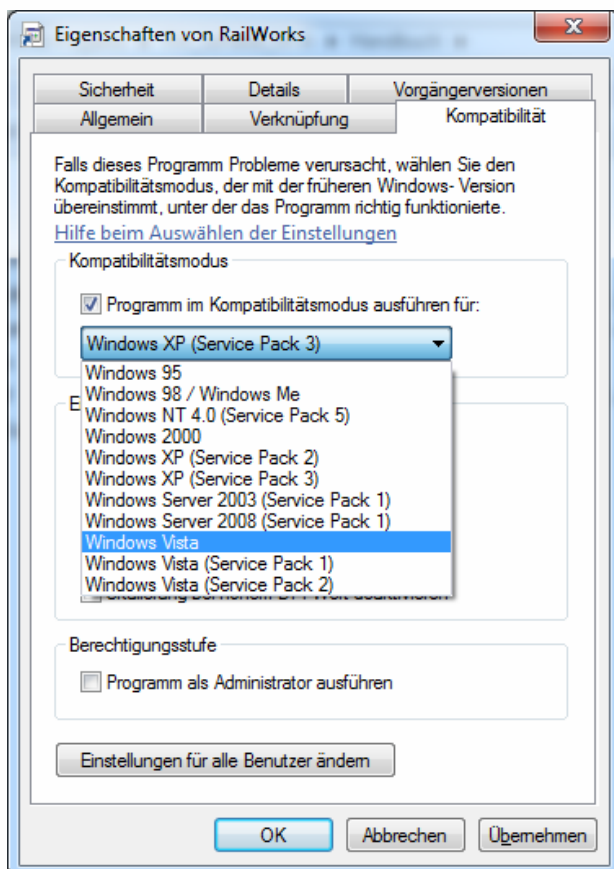 Eigenschaften von RailWorks
Sicherheit
Details
Vorgängerversionen
Allgemein
Verknüpfung
Kompatibilität
Falls dieses Programm Probleme verursacht, wählen Sie den
Kompatibilitätsmodus, der mit der früheren Windows- Version
übereinstimmt, unter der das Programm richtig funktionierte.
Hilfe beim Auswählen der Einstellungen
Kompatibilitätsmodus
Programm im Kompatibilitätsmodus ausführen für:
Windows XP (Service Pack 3)
Windows 95
Windows 98 / Windows Me
Windows NT 4.0 (Service Pack 5)
Windows 2000
Windows XP (Service Pack 2)
Windows XP (Service Pack 3)
Windows Server 2003 (Service Pack 1)
Windows Server 2008 (Service Pack 1)
Windows Vista
Windows Vista (Service Pack 1)
Windows Vista (Service Pack 2)
Berechtigungsstufe
Programm als Administrator ausführen
Einstellungen für alle Benutzer ändern
OK
Abbrechen
Übernehmen